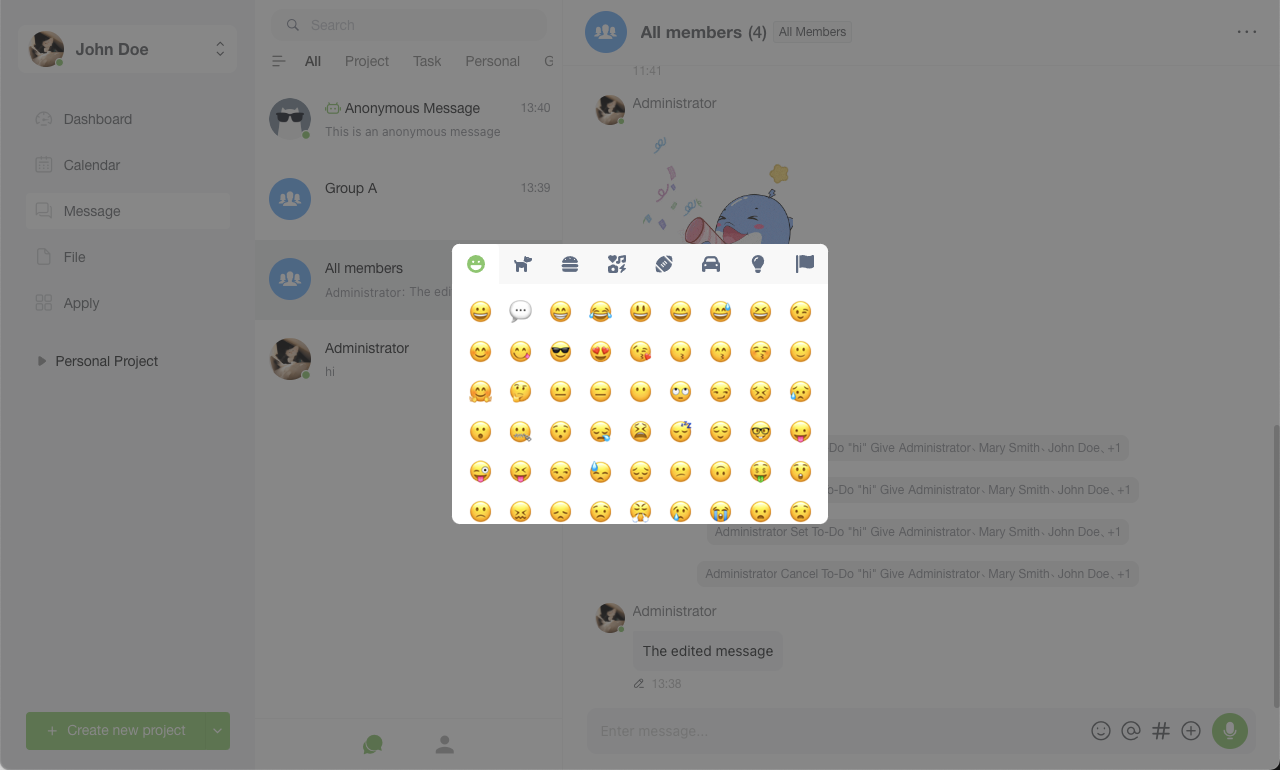 John Doe
Dashboard
Calendar
Message
File
Apply
Personal Project
+ Create new project
Search
All Project Task Personal G
Anonymous Message 13:40
This is an anonymous message
Group A 13:39
All members
Administrator: The edi
Administrator
hi
All members (4) All Members
11:41
Administrator
Do "hi" Give Administrator、Mary Smith、John Doe、+1
o-Do "hi" Give Administrator、Mary Smith、John Doe、+1
Administrator Set To-Do "hi" Give Administrator、Mary Smith、John Doe、+1
Administrator Cancel To-Do "hi" Give Administrator、Mary Smith、John Doe、+1
Administrator
The edited message
13:38
Enter message...